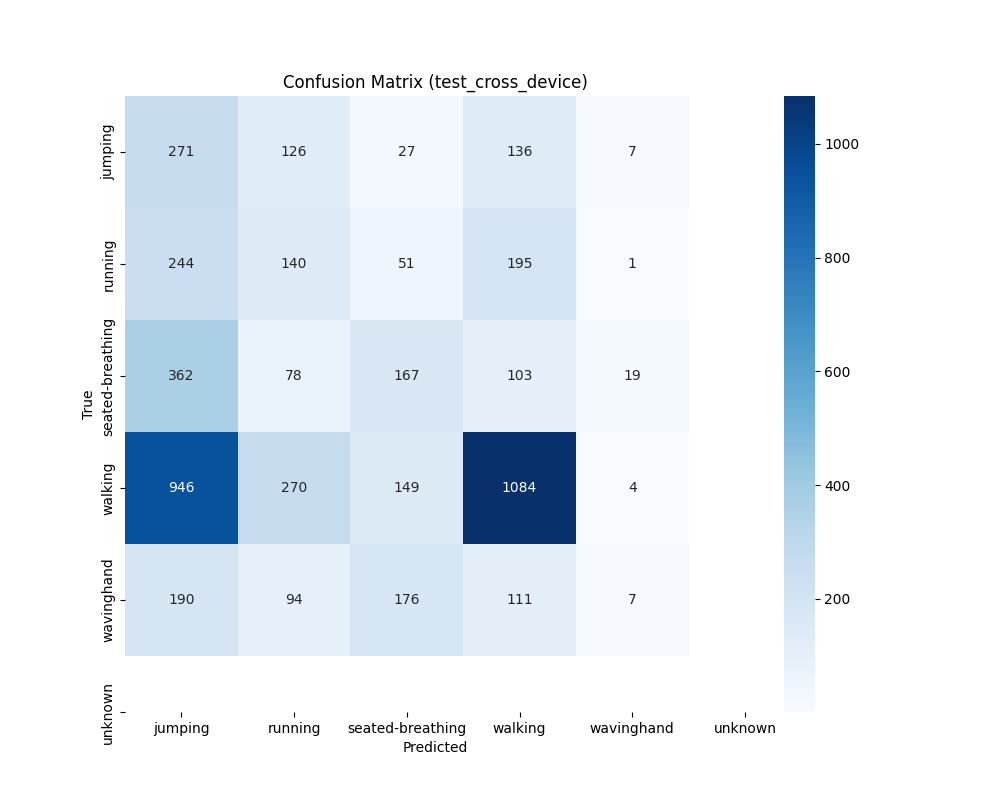 Confusion Matrix (test_cross_device)
True
jumping 271 126 27 136 7
running 244 140 51 195 1
seated-breathing 362 78 167 103 19
walking 946 270 149 1084 4
wavinghand 190 94 176 111 7
unknown
jumping running seated-breathing walking wavinghand unknown
Predicted
1000
800
600
400
200